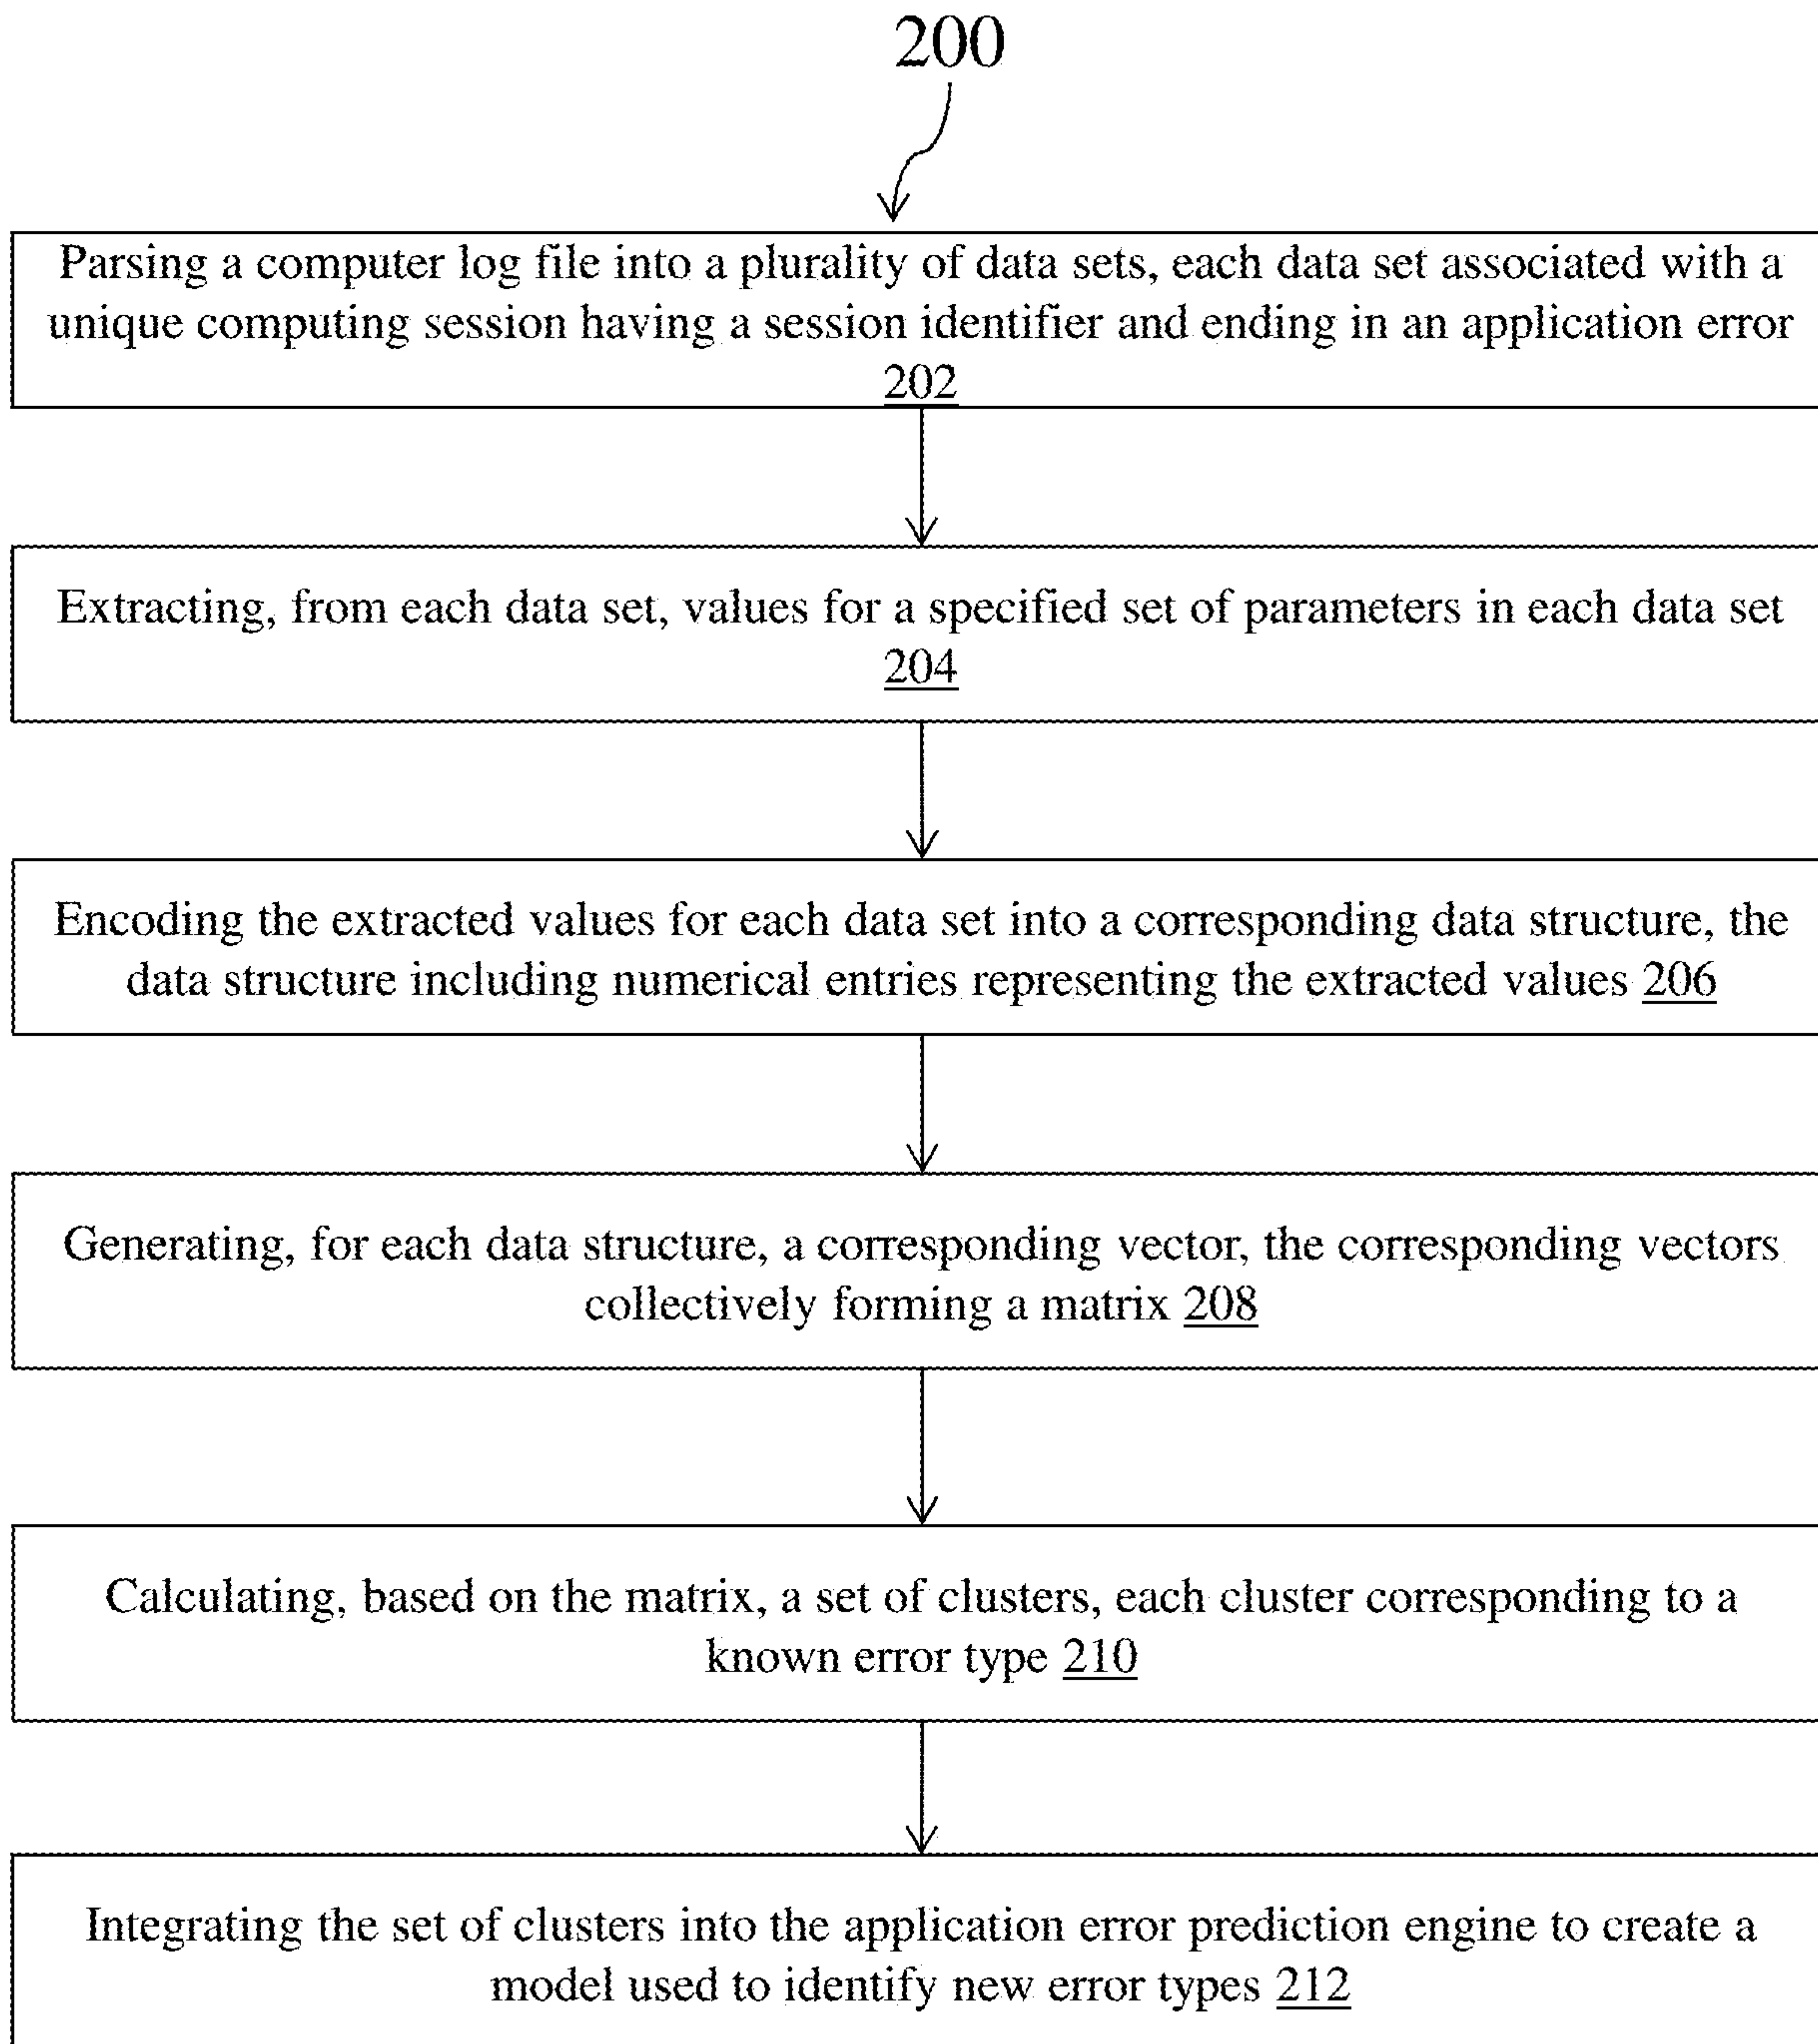 200
Parsing a computer log file into a plurality of data sets, each data set associated with a
unique computing session having a session identifier and ending in an application error
202
Extracting, from each data set, values for a specified set of parameters in each data set
204
Encoding the extracted values for each data set into a corresponding data structure, the
data structure including numerical entries representing the extracted values 206
Generating, for each data structure, a corresponding vector, the corresponding vectors
collectively forming a matrix 208
Calculating, based on the matrix, a set of clusters, each cluster corresponding to a
known error type 210
Integrating the set of clusters into the application error prediction engine to create a
model used to identify new error types 212